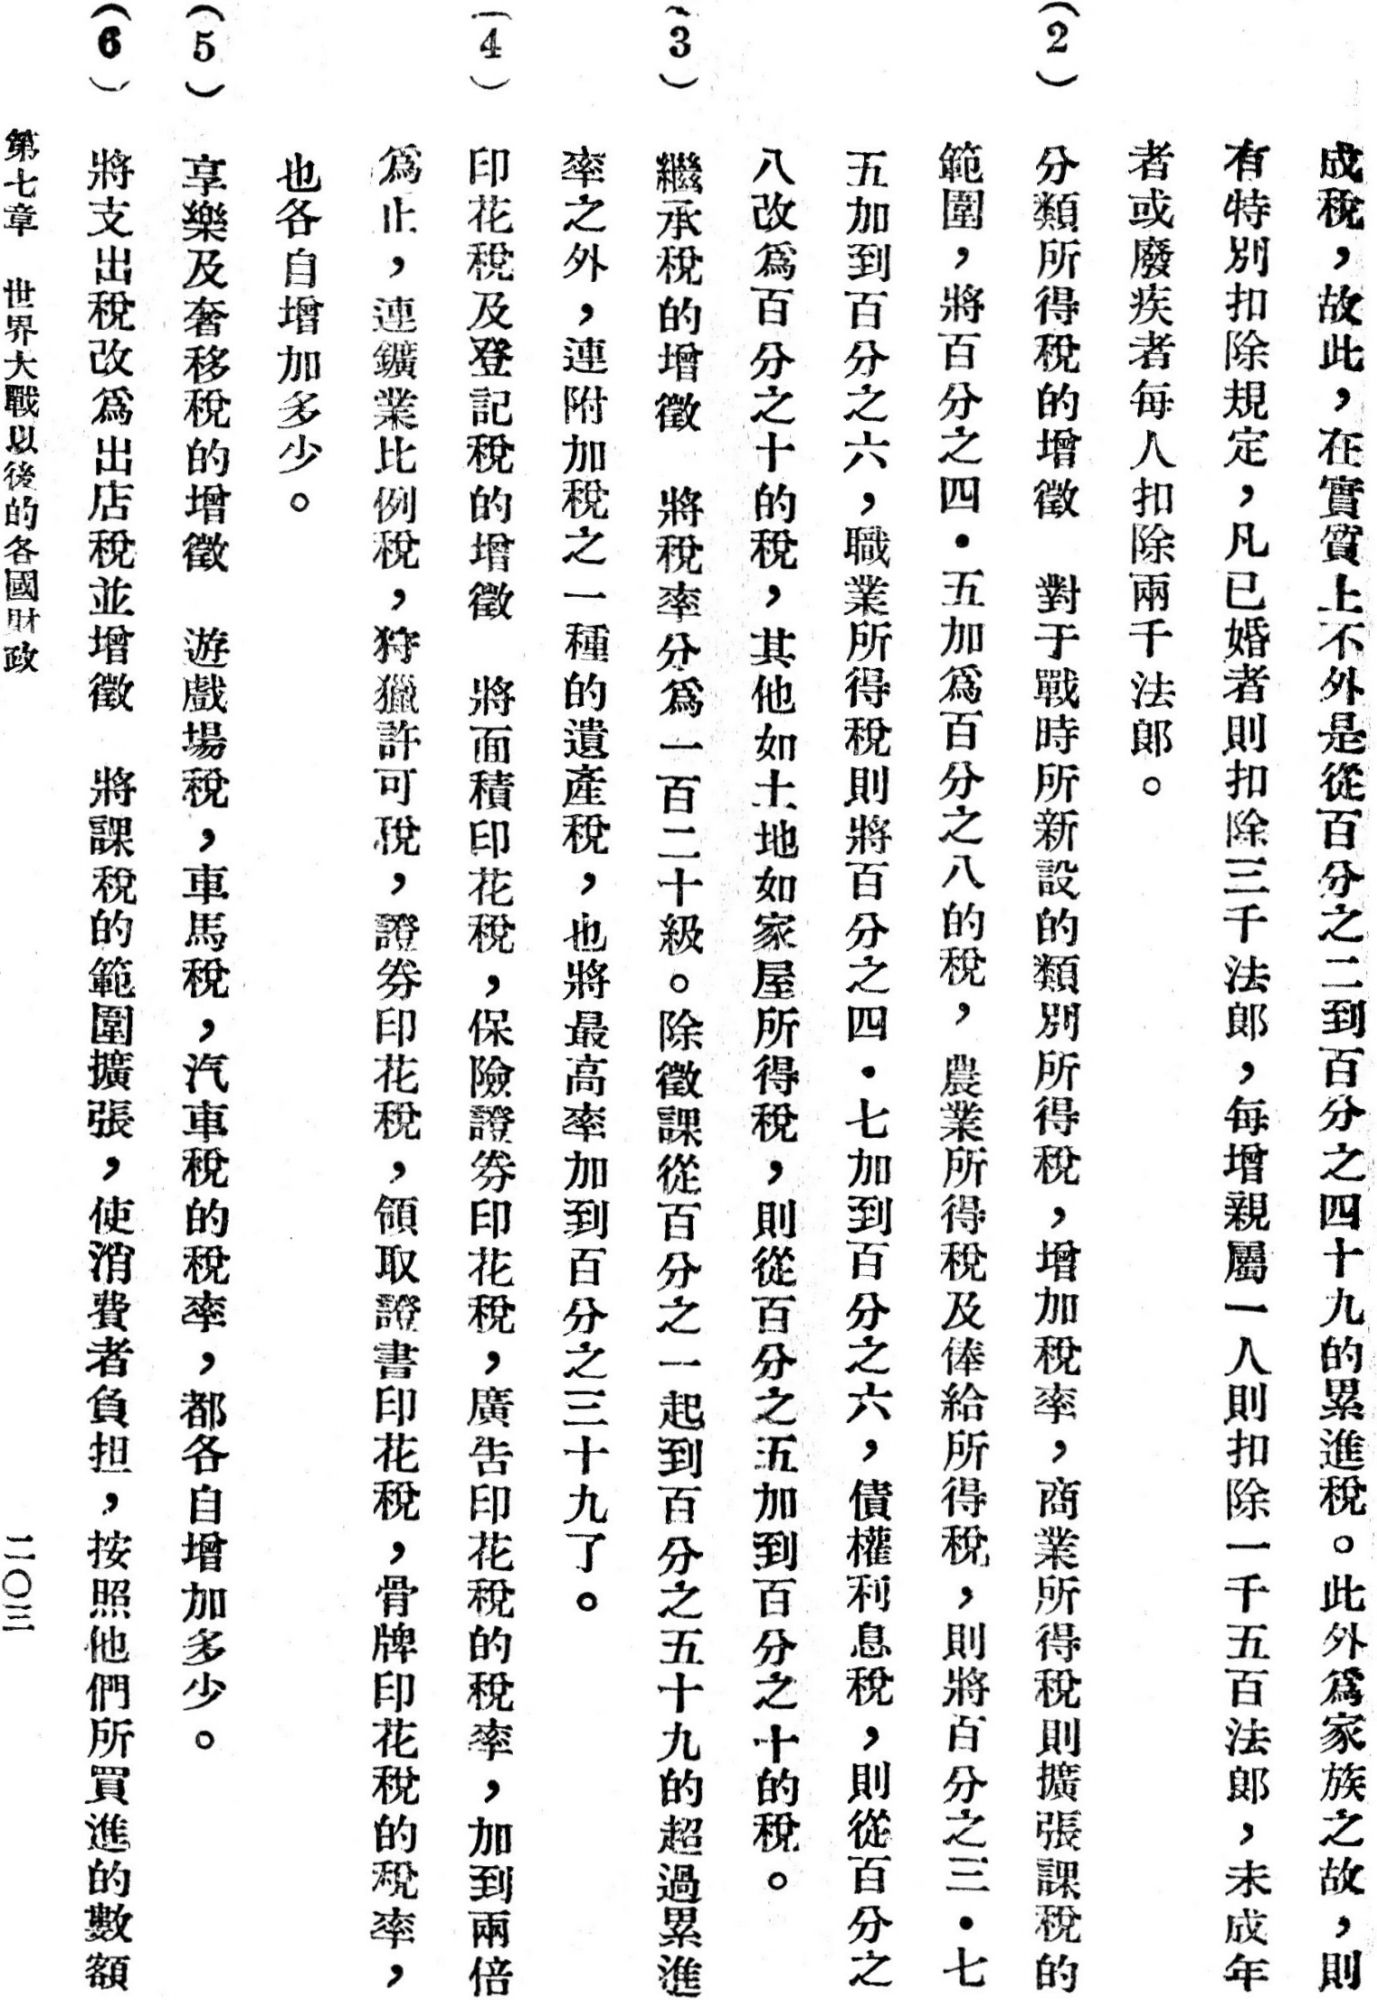 成稅，故此，在實質上不外是從百分之二到百分之四十九的累進稅。此外爲家族之故，則
有特別扣除規定，凡已婚者則扣除三千法郎，每增親屬一人則扣除一千五百法郎，未成年
者或廢疾者每人扣除兩千法郎。
(2) 分類所得稅的增徵　對于戰時所新設的類別所得稅，增加稅率，商業所得稅則擴張課稅的
範圍，將百分之四・五加爲百分之八的稅，農業所得稅及俸給所得稅，則將百分之三・七
五加到百分之六，職業所得稅則將百分之四・七加到百分之六，債權利息稅，則從百分之
八改爲百分之十的稅，其他如土地如家屋所得稅，則從百分之五加到百分之十的稅。
(3) 繼承稅的增徵　將稅率分爲一百二十級。除徵課從百分之一起到百分之五十九的超過累進
率之外，連附加稅之一種的遺產稅，也將最高率加到百分之三十九了。
(4) 印花稅及登記稅的增徵　將面積印花稅，保險證券印花稅，廣告印花稅的稅率，加到兩倍
爲止，連鑛業比例稅，狩獵許可稅，證券印花稅，領取證書印花稅，骨牌印花稅的稅率，
也各自增加多少。
(5) 享樂及奢移稅的增徵　遊戲場稅，車馬稅，汽車稅的稅率，都各自增加多少。
(6) 將支出稅改爲出店稅並增徵　將課稅的範圍擴張，使消費者負担，按照他們所買進的數額
第七章　世界大戰以後的各國財政　二〇三